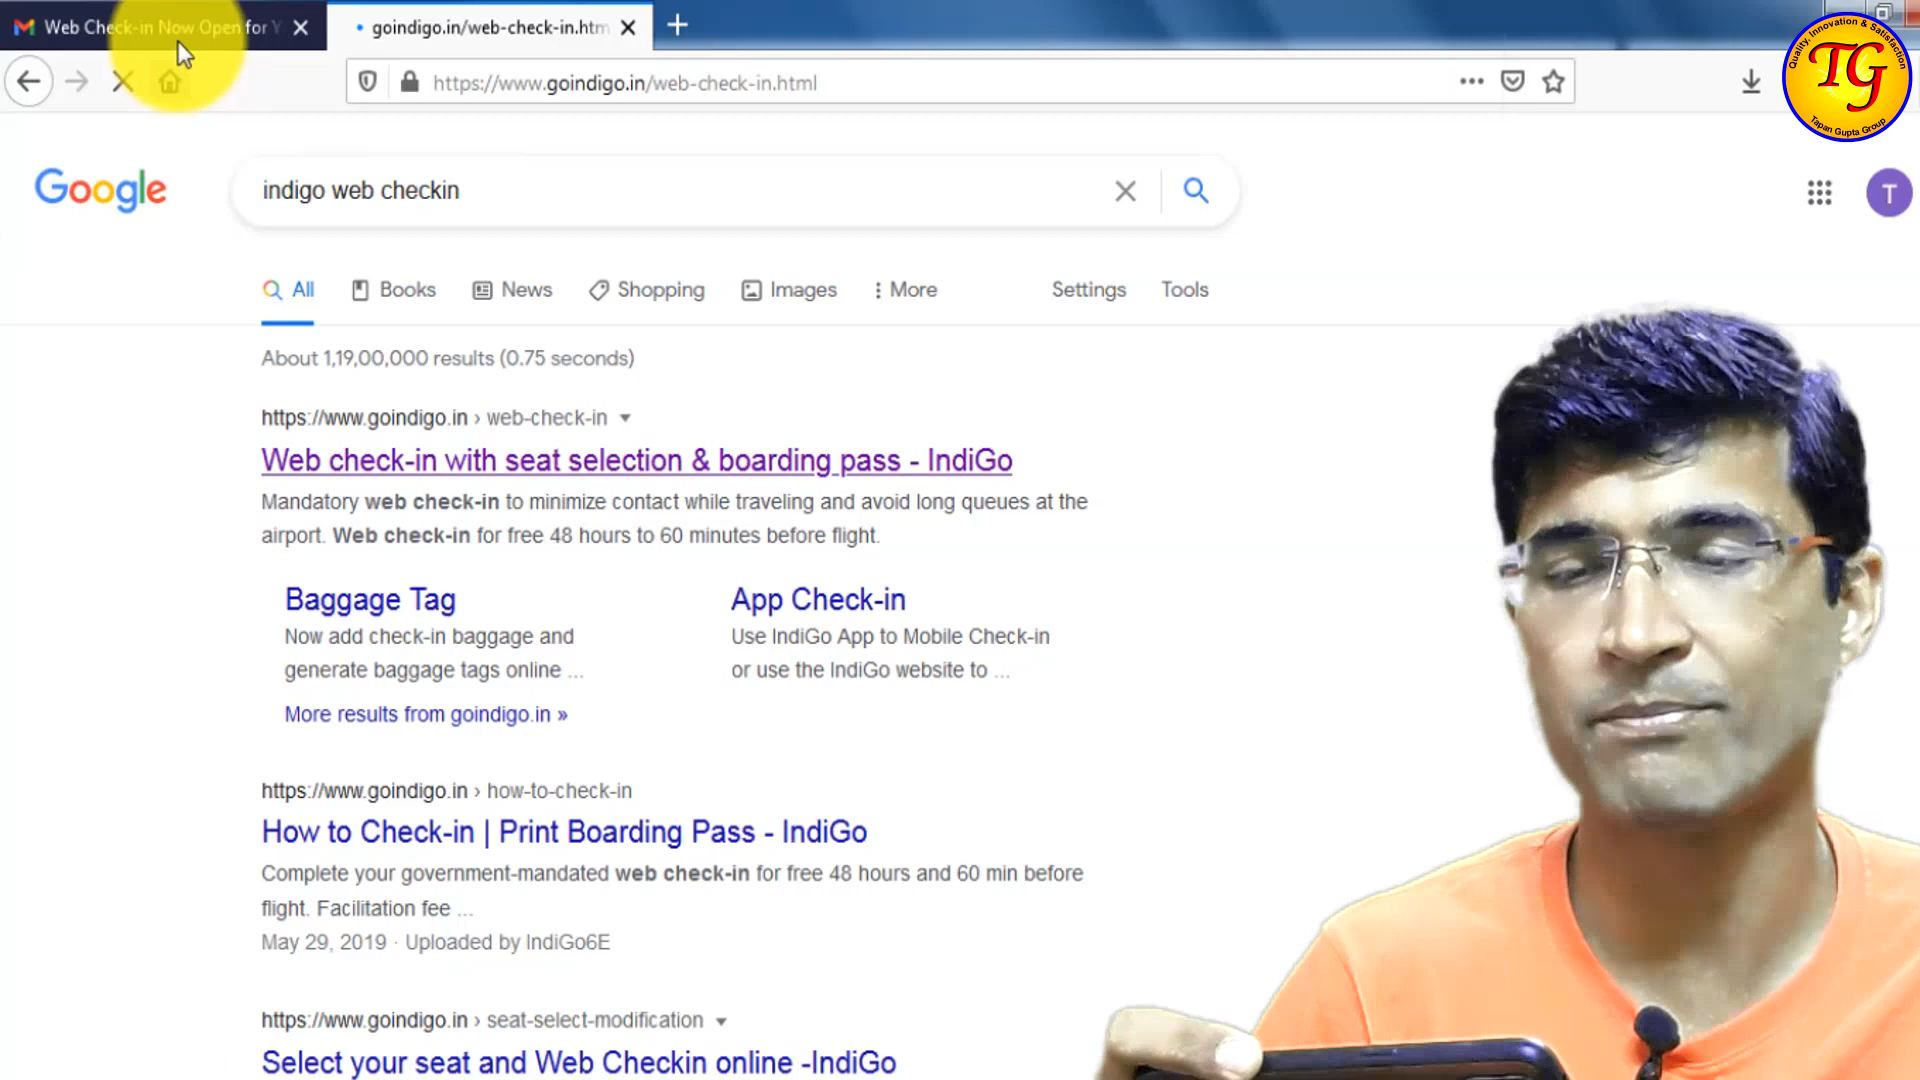 Web Check-in Now Open for Y
goindigo.in/web-check-in.htm
https://www.goindigo.in/web-check-in.html
Quality, Innovation & Satisfaction
TG
Tapan Gupta Group
Google
indigo web checkin
T
All
Books
News
Shopping
Images
More
Settings
Tools
About 1,19,00,000 results (0.75 seconds)
https://www.goindigo.in › web-check-in
Web check-in with seat selection & boarding pass - IndiGo
Mandatory web check-in to minimize contact while traveling and avoid long queues at the
airport. Web check-in for free 48 hours to 60 minutes before flight.
Baggage Tag
Now add check-in baggage and
generate baggage tags online ...
App Check-in
Use IndiGo App to Mobile Check-in
or use the IndiGo website to ...
More results from goindigo.in »
https://www.goindigo.in › how-to-check-in
How to Check-in | Print Boarding Pass - IndiGo
Complete your government-mandated web check-in for free 48 hours and 60 min before
flight. Facilitation fee ...
May 29, 2019 · Uploaded by IndiGo6E
https://www.goindigo.in › seat-select-modification
Select your seat and Web Checkin online -IndiGo